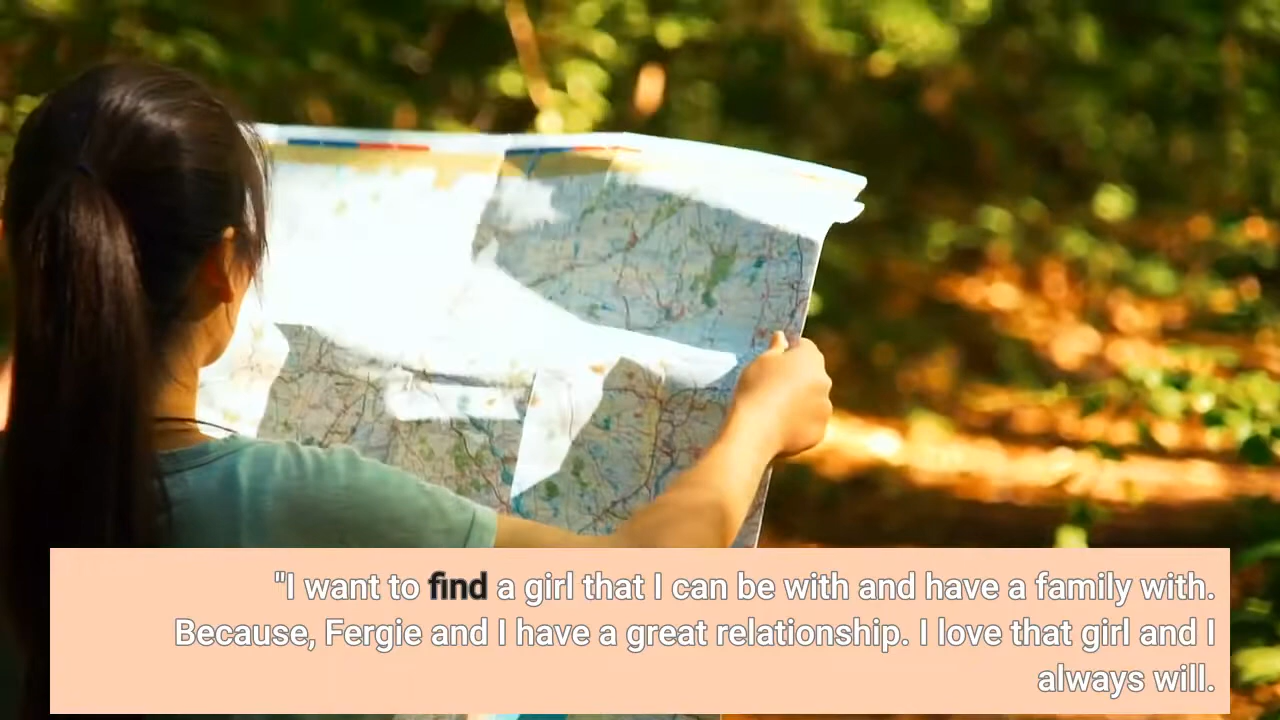 "I want to find a girl that I can be with and have a family with.
Because, Fergie and I have a great relationship. I love that girl and I
always will.